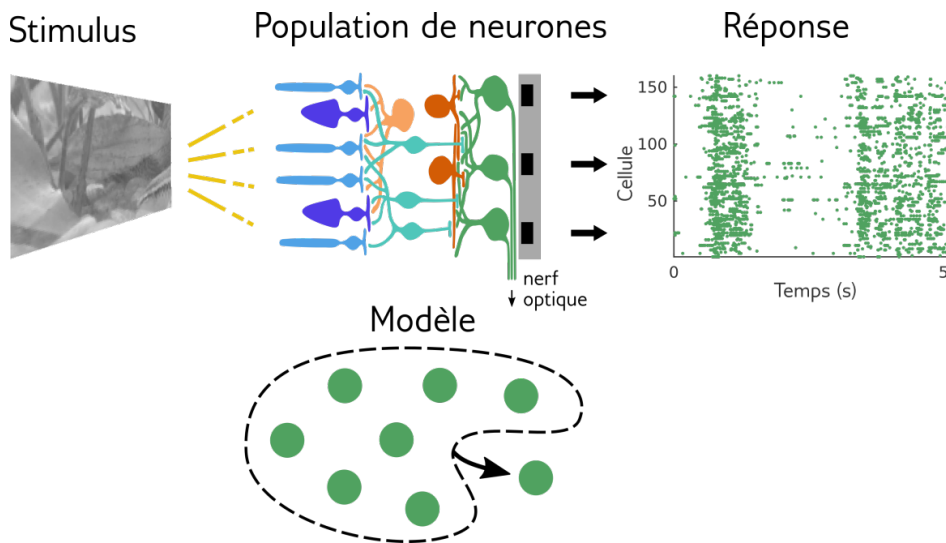 Stimulus
Population de neurones
Réponse
150
100
50
Cellule
0
5
Temps (s)
nerf
optique
Modèle